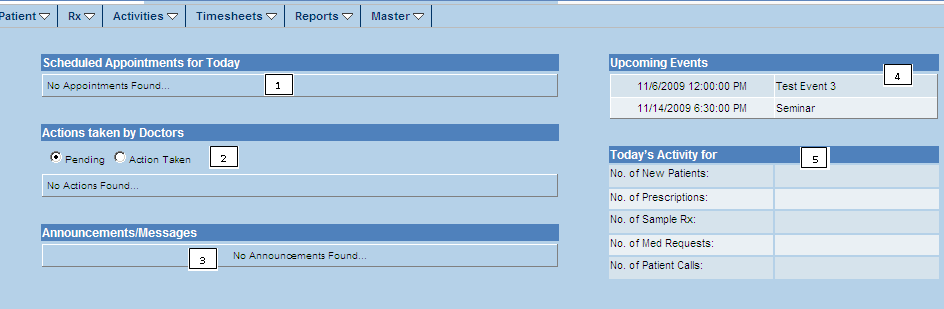 Patient Rx Activities Timesheets Reports Master
Scheduled Appointments for Today
No Appointments Found...
1
Actions taken by Doctors
Pending Action Taken 2
No Actions Found...
Announcements/Messages
3 No Announcements Found...
Upcoming Events
4
11/6/2009 12:00:00 PM Test Event 3
11/14/2009 6:30:00 PM Seminar
Today's Activity for 5
No. of New Patients:
No. of Prescriptions:
No. of Sample Rx:
No. of Med Requests:
No. of Patient Calls: